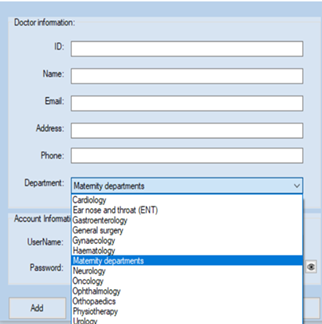 Doctor information:
ID:
Name:
Email:
Address:
Phone:
Department: Maternity departments
Cardiology
Ear nose and throat (ENT)
Gastroenterology
General surgery
Gynaecology
Haematology
Maternity departments
Neurology
Oncology
Ophthalmology
Orthopaedics
Physiotherapy
Urology
Account Informati
UserName:
Password:
Add